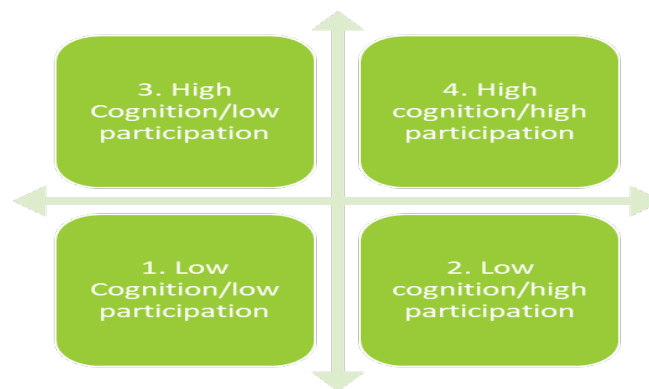 3. High
Cognition/low
participation
4. High
cognition/high
participation
1. Low
Cognition/low
participation
2. Low
cognition/high
participation